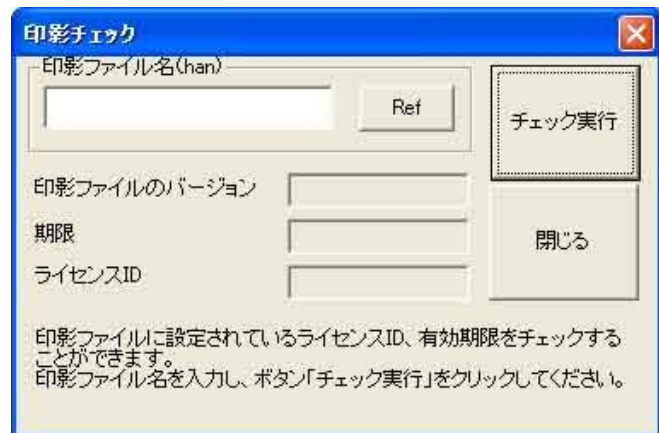 印影チェック
印影ファイル名(han)
Ref
チェック実行
印影ファイルのバージョン
期限
閉じる
ライセンスID
印影ファイルに設定されているライセンスID、有効期限をチェックする
ことができます。
印影ファイル名を入力し、ボタン「チェック実行」をクリックしてください。